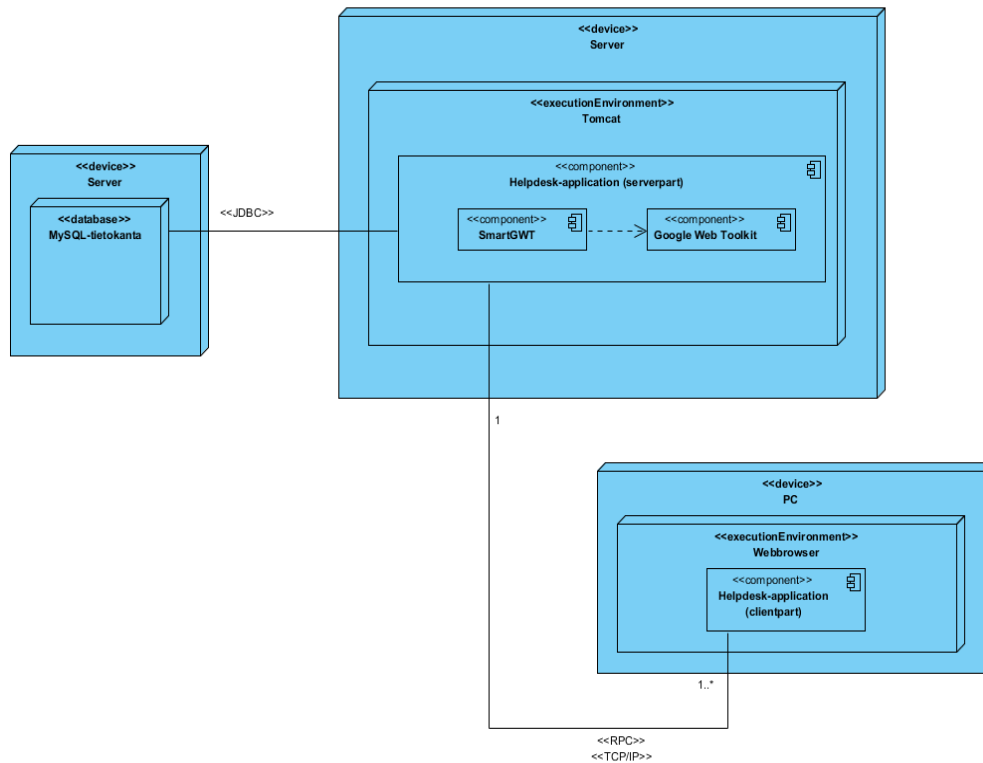 <<device>>
Server
<<executionEnvironment>>
Tomcat
<<component>>
Helpdesk-application (serverpart)
<<component>>
SmartGWT
<<component>>
Google Web Toolkit
<<device>>
Server
<<database>>
MySQL-tietokanta
<<JDBC>>
1
<<device>>
PC
<<executionEnvironment>>
Webbrowser
<<component>>
Helpdesk-application
(clientpart)
1..*
<<RPC>>
<<TCP/IP>>